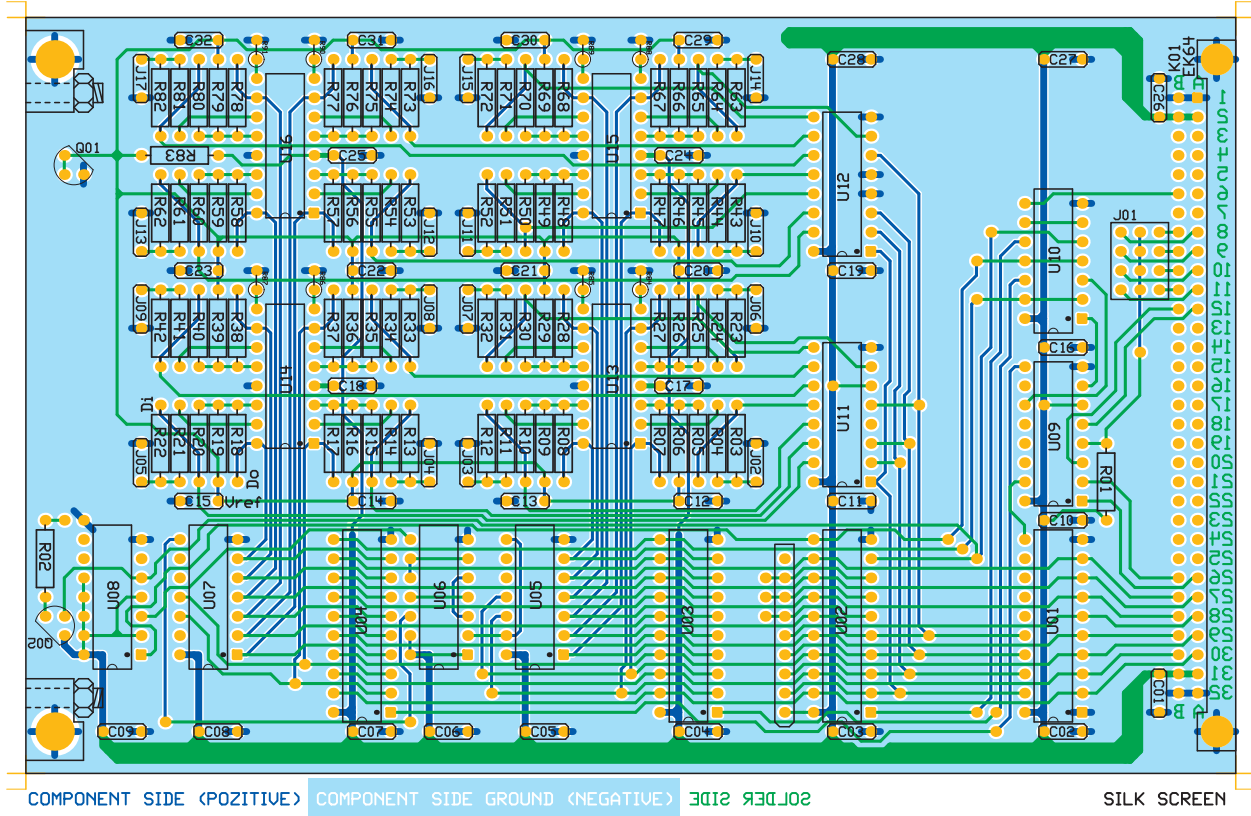 C32 C31 C30 C29 C28 C27
K01
EK64
A B
J17 R82 R81 R80 R79 R78 R77 R76 R75 R74 R73 J16 R70 R69 R68 R67 R66 R65 R64 R63 J14 J15 C26
U16 U15 U12
Q01 R83 C25 C24
R62 R61 R60 R59 R58 R57 R56 R55 R54 R53 R52 R51 R50 R49 R48 R47 R46 R45 R44 R43
J13 J12 J11 J10 J01
C23 C22 C21 C20 C19 U10
J09 R42 R41 R40 R39 R38 R37 R36 R35 R34 R33 J08 J07 R32 R31 R30 R29 R28 R27 R26 R25 R24 R23 J06
C16
U14 C18 U13 C17
Di
U11 U09
R22 R21 R20 R19 R18 R17 R16 R15 R14 R13 R12 R11 R10 R09 R08 R07 R06 R05 R04 R03
J05 J04 J03 J02 R01
Do
C15 Vref C14 C13 C12 C11 C10
R02 U08 U07 U04 U06 U05 U03 U02 U01
Q02
C01
C09 C08 C07 C06 C05 C04 C03 C02
1
2
3
4
5
6
7
8
9
10
11
12
13
14
15
16
17
18
19
20
21
22
23
24
25
26
27
28
29
30
31
32
A B
COMPONENT SIDE (POZITIVE) COMPONENT SIDE GROUND (NEGATIVE) SOLDER SIDE SILK SCREEN